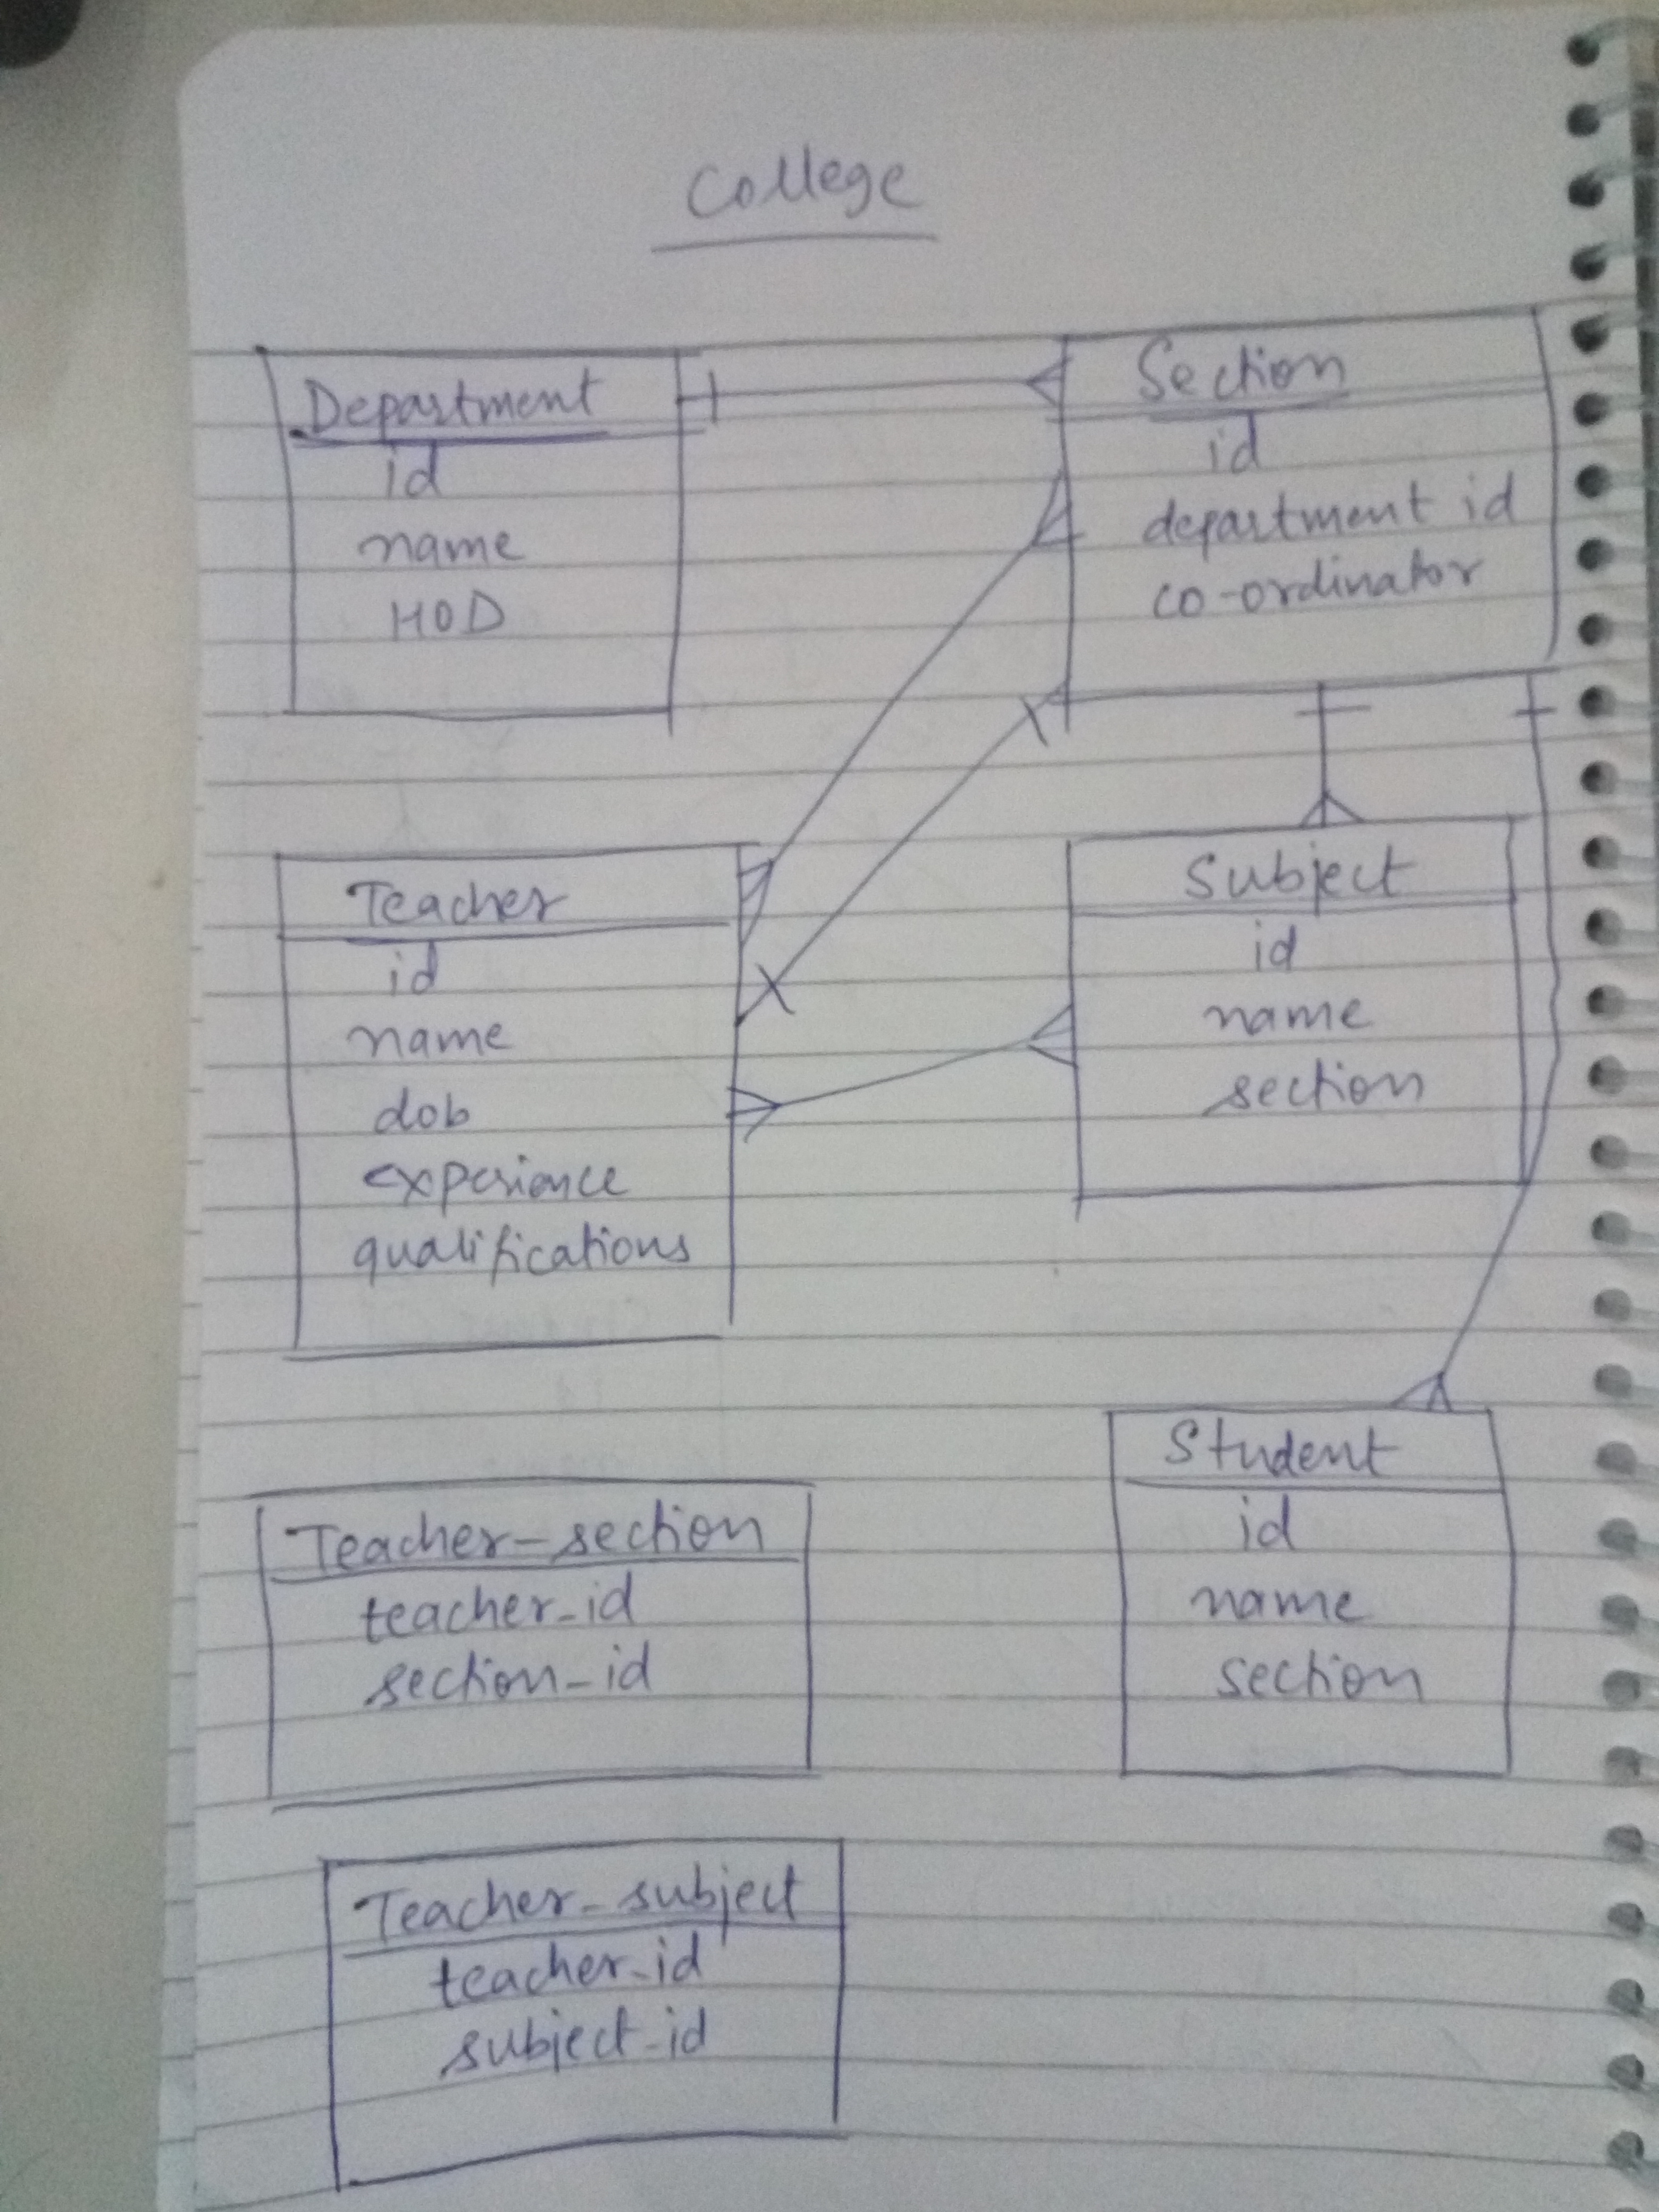 College
Department
id
name
HOD
Section
id
department id
co-ordinator
Teacher
id
name
dob
experience
qualifications
Subject
id
name
section
Teacher-section
teacher-id
section-id
Student
id
name
section
Teacher-subject
teacher-id
subject-id